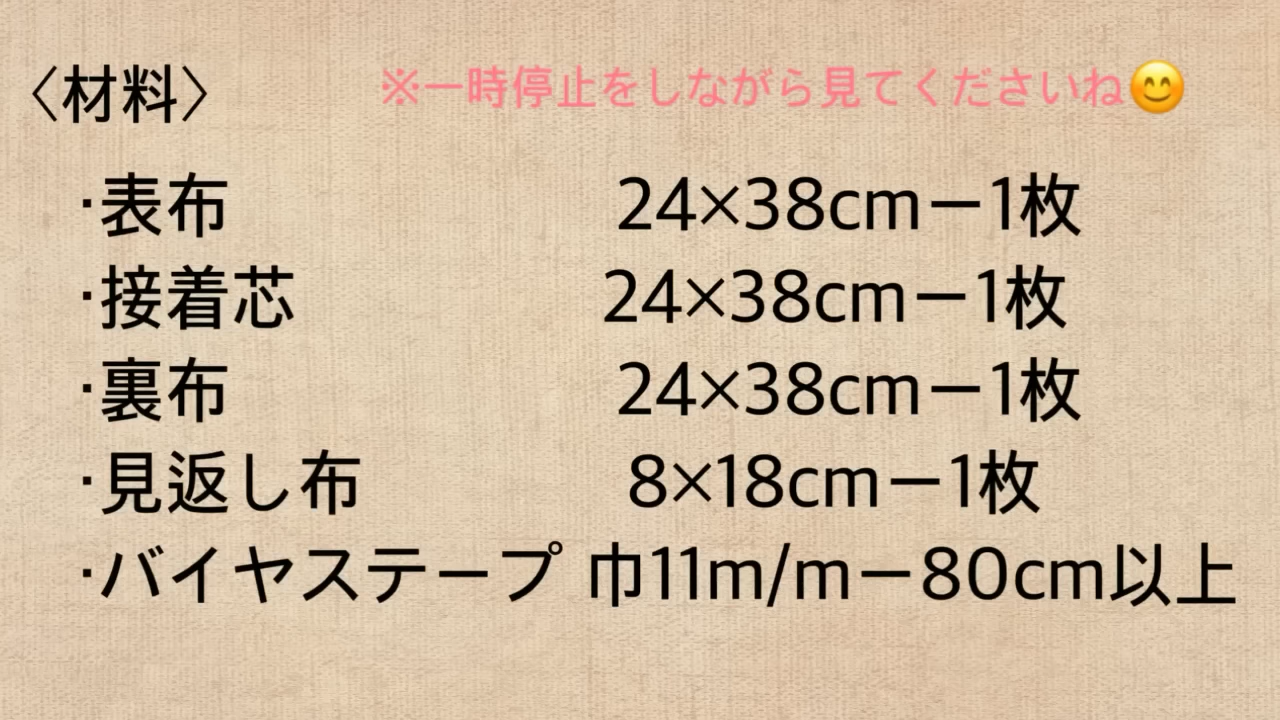 〈材料〉 ※一時停止をしながら見てくださいね😊
·表布 24×38cmー1枚
·接着芯 24×38cmー1枚
·裏布 24×38cmー1枚
·見返し布 8×18cmー1枚
·バイヤステープ 巾11m/mー80cm以上